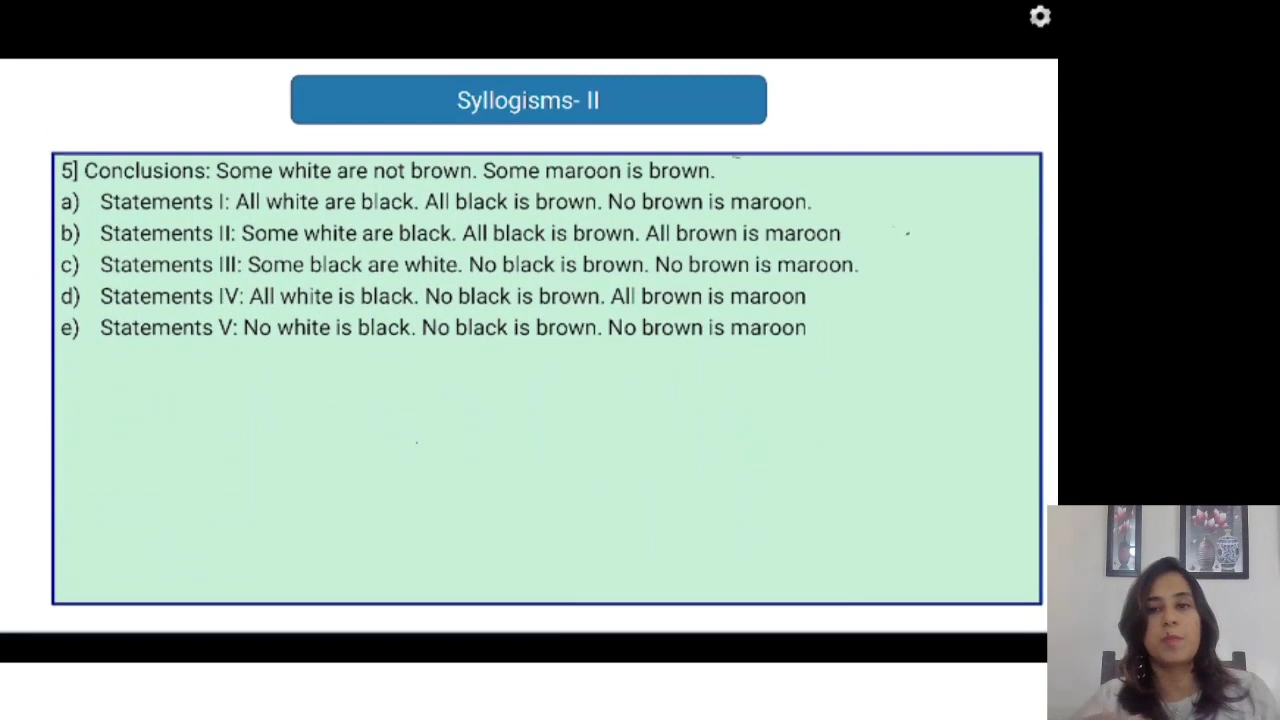 Syllogisms- II
5] Conclusions: Some white are not brown. Some maroon is brown.
a) Statements I: All white are black. All black is brown. No brown is maroon.
b) Statements II: Some white are black. All black is brown. All brown is maroon
c) Statements III: Some black are white. No black is brown. No brown is maroon.
d) Statements IV: All white is black. No black is brown. All brown is maroon
e) Statements V: No white is black. No black is brown. No brown is maroon